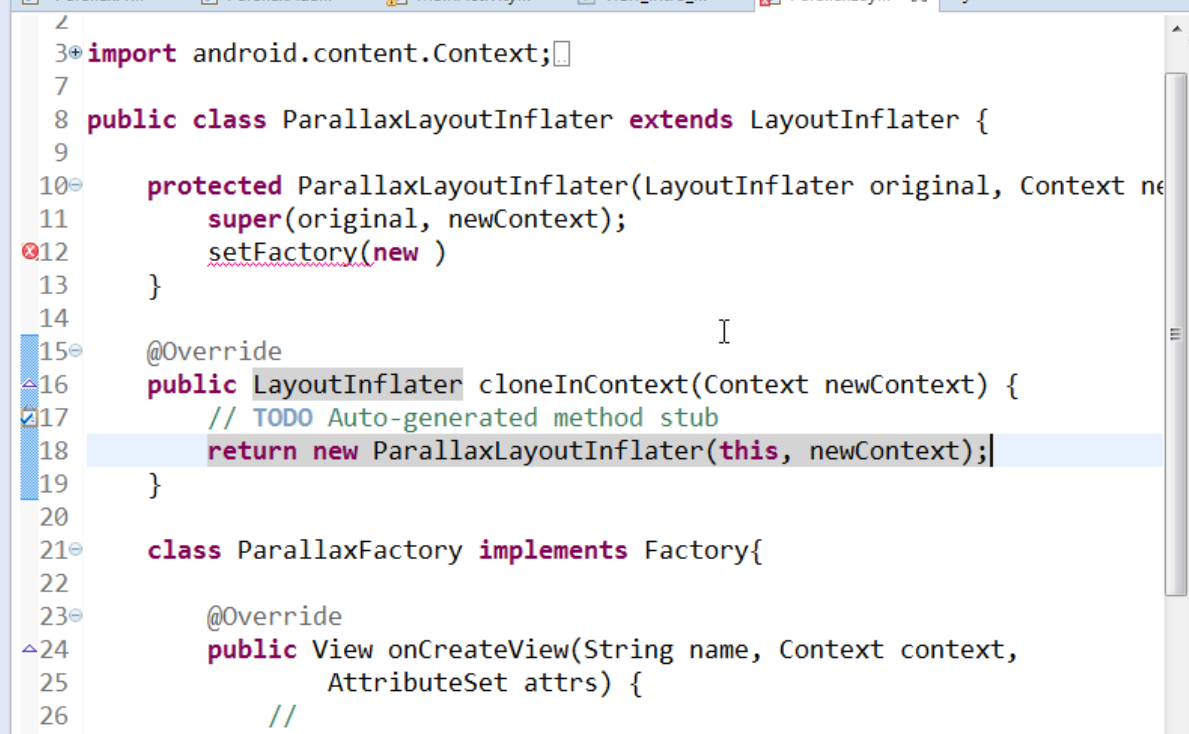 2
3 import android.content.Context;
7
8 public class ParallaxLayoutInflater extends LayoutInflater {
9
10 protected ParallaxLayoutInflater(LayoutInflater original, Context ne
11 super(original, newContext);
12 setFactory(new )
13 }
14
15 @Override
16 public LayoutInflater cloneInContext(Context newContext) {
17 // TODO Auto-generated method stub
18 return new ParallaxLayoutInflater(this, newContext);
19 }
20
21 class ParallaxFactory implements Factory{
22
23 @Override
24 public View onCreateView(String name, Context context,
25 AttributeSet attrs) {
26 //